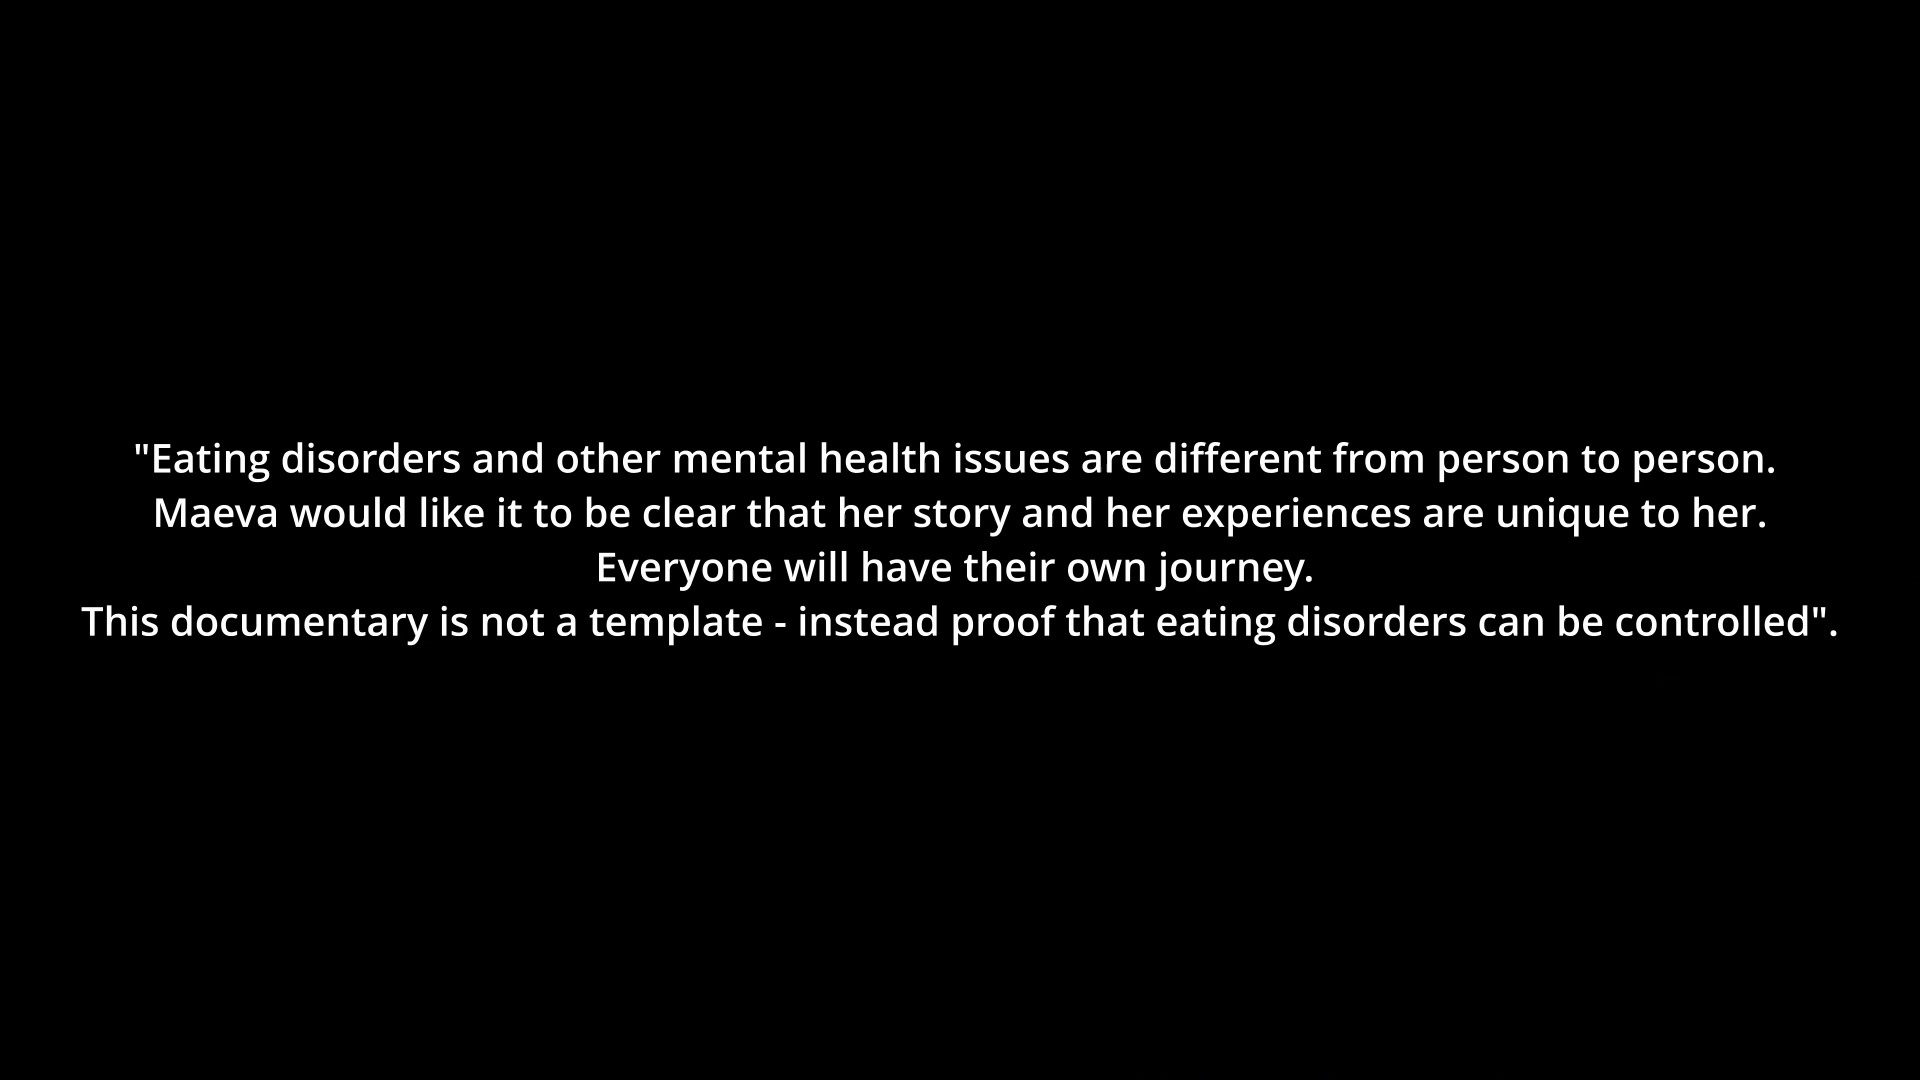 "Eating disorders and other mental health issues are different from person to person.
Maeva would like it to be clear that her story and her experiences are unique to her.
Everyone will have their own journey.
This documentary is not a template - instead proof that eating disorders can be controlled".